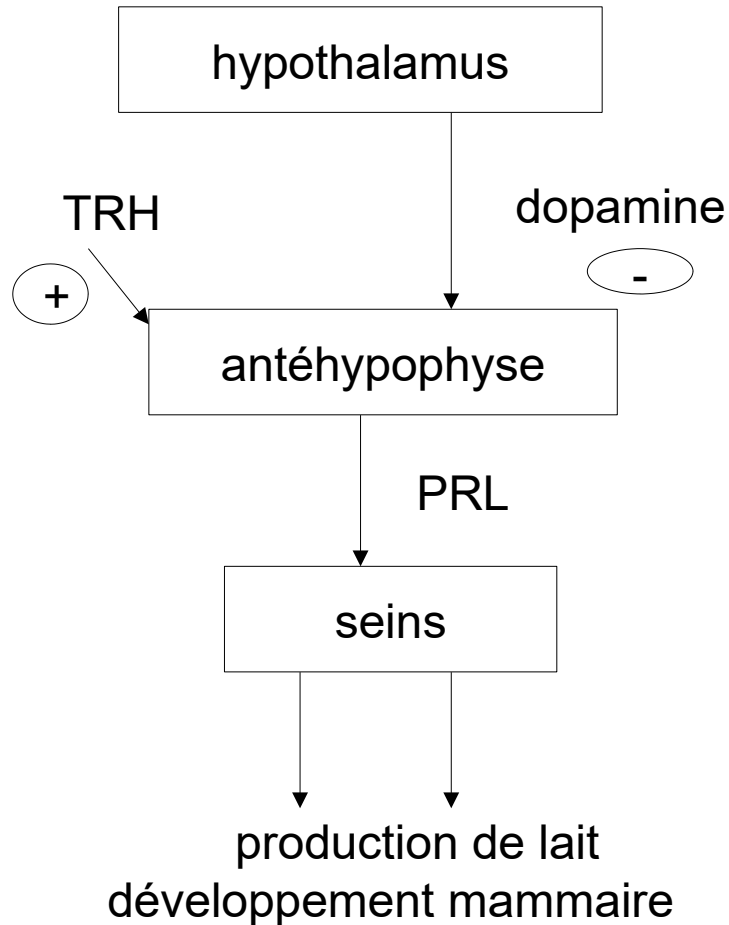 hypothalamus
TRH
dopamine
+
-
antéhypophyse
PRL
seins
production de lait
développement mammaire